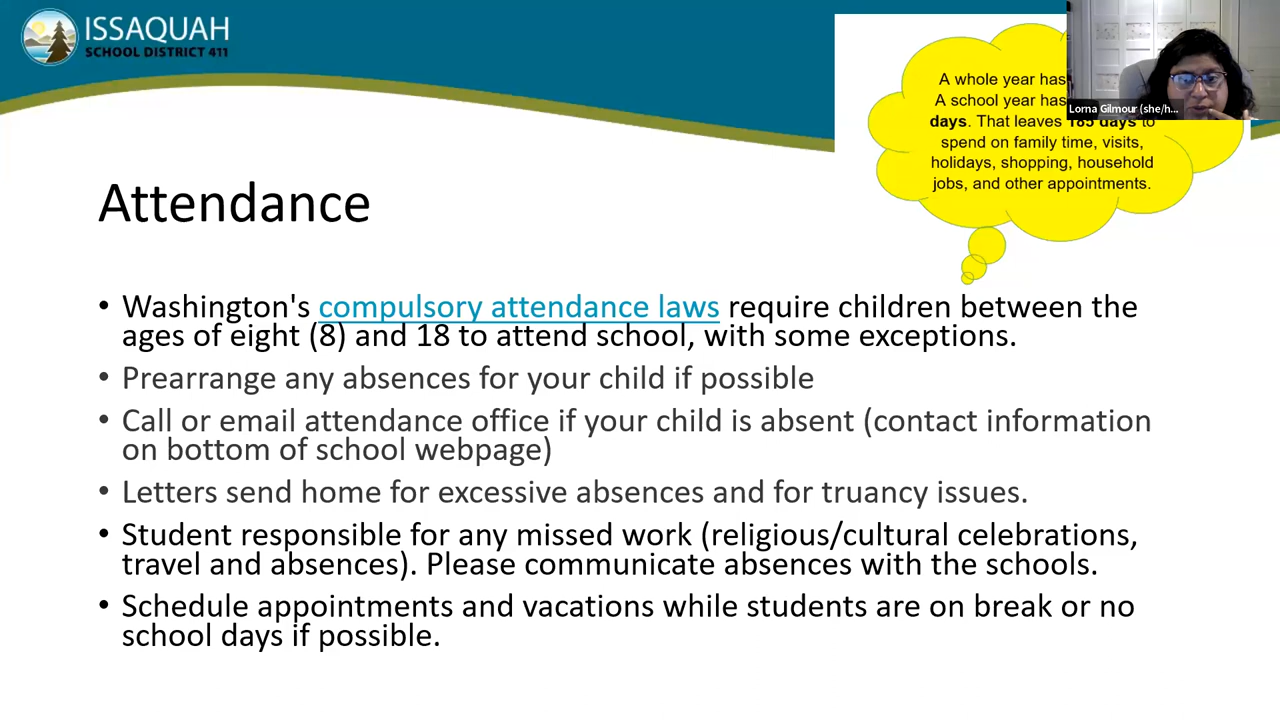 ISSAQUAH
SCHOOL DISTRICT 411
A whole year has
A school year has
days. That leaves 185 days to
spend on family time, visits,
holidays, shopping, household
jobs, and other appointments.
Lorna Gilmour (she/h...
Attendance
• Washington's compulsory attendance laws require children between the
ages of eight (8) and 18 to attend school, with some exceptions.
• Prearrange any absences for your child if possible
• Call or email attendance office if your child is absent (contact information
on bottom of school webpage)
• Letters send home for excessive absences and for truancy issues.
• Student responsible for any missed work (religious/cultural celebrations,
travel and absences). Please communicate absences with the schools.
• Schedule appointments and vacations while students are on break or no
school days if possible.